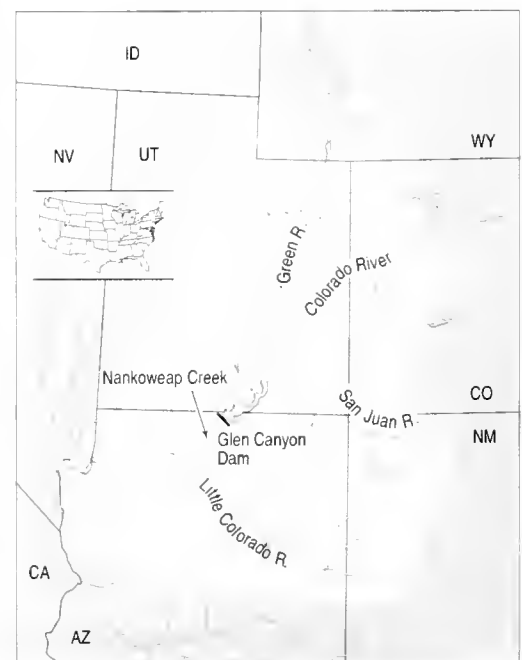 ID
WY
NV
UT
Green R.
Colorado River
Nankoweap Creek
San Juan R.
CO
NM
Glen Canyon
Dam
Little Colorado R.
CA
AZ